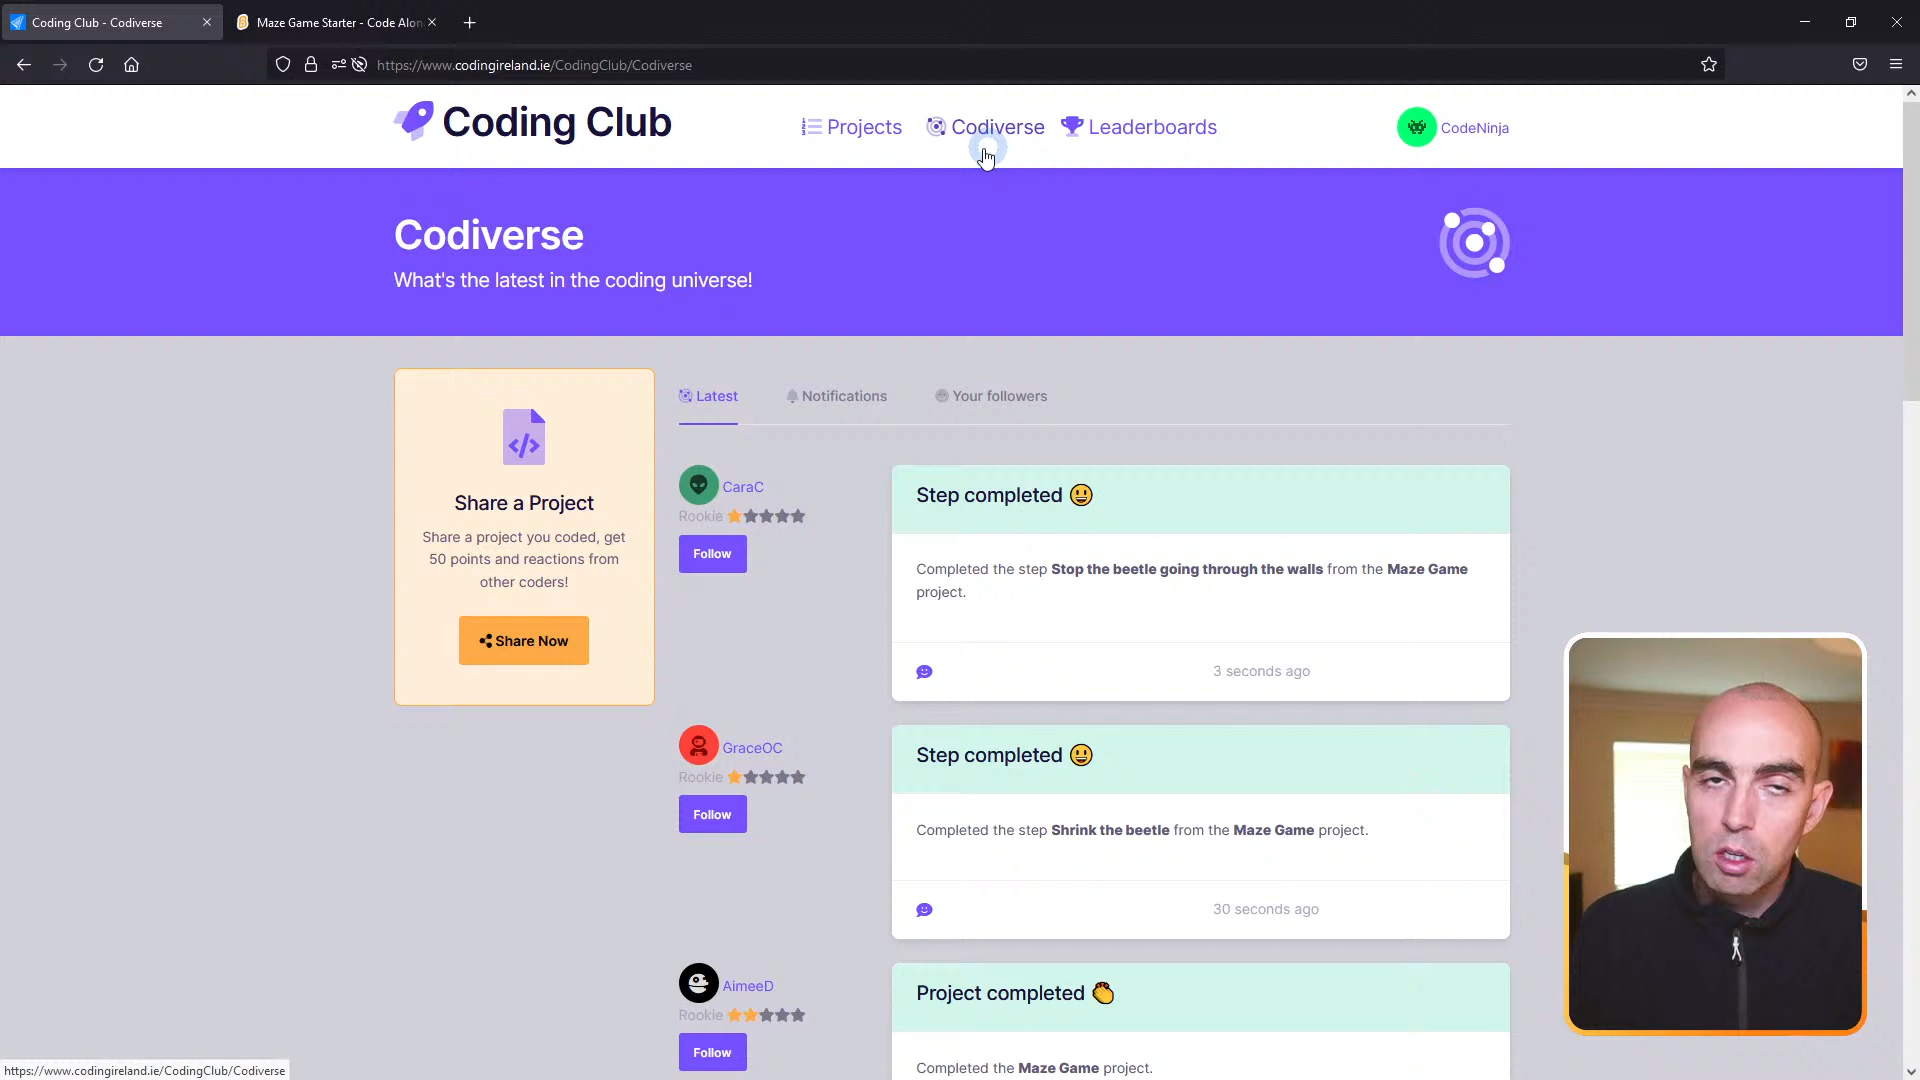 Coding Club - Codiverse
Maze Game Starter - Code Alon
https://www.codingireland.ie/CodingClub/Codiverse
Coding Club
Projects
Codiverse
Leaderboards
CodeNinja
Codiverse
What's the latest in the coding universe!
Share a Project
Share a project you coded, get
50 points and reactions from
other coders!
Share Now
Latest
Notifications
Your followers
CaraC
Rookie
Follow
Step completed
Completed the step Stop the beetle going through the walls from the Maze Game
project.
3 seconds ago
GraceOC
Rookie
Follow
Step completed
Completed the step Shrink the beetle from the Maze Game project.
30 seconds ago
AimeeD
Rookie
Follow
Project completed
Completed the Maze Game project.
https://www.codingireland.ie/CodingClub/Codiverse